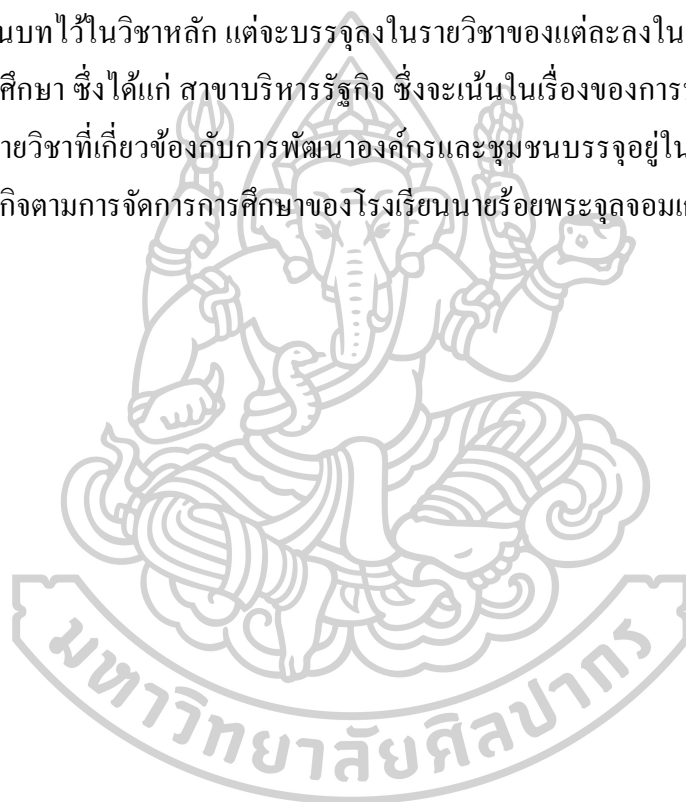 นบทไว้ในวิชาหลัก แต่จะบรรจุลงในรายวิชาของแต่ละลงใน
ศึกษา ซึ่งได้แก่ สาขาบริหารรัฐกิจ ซึ่งจะเน้นในเรื่องของการ
ายวิชาที่เกี่ยวข้องกับการพัฒนาองค์กรและชุมชนบรรจุอยู่ใน
กิจตามการจัดการการศึกษาของโรงเรียนนายร้อยพระจุลจอมเ
มหาวิทยาลัยศิลปากร